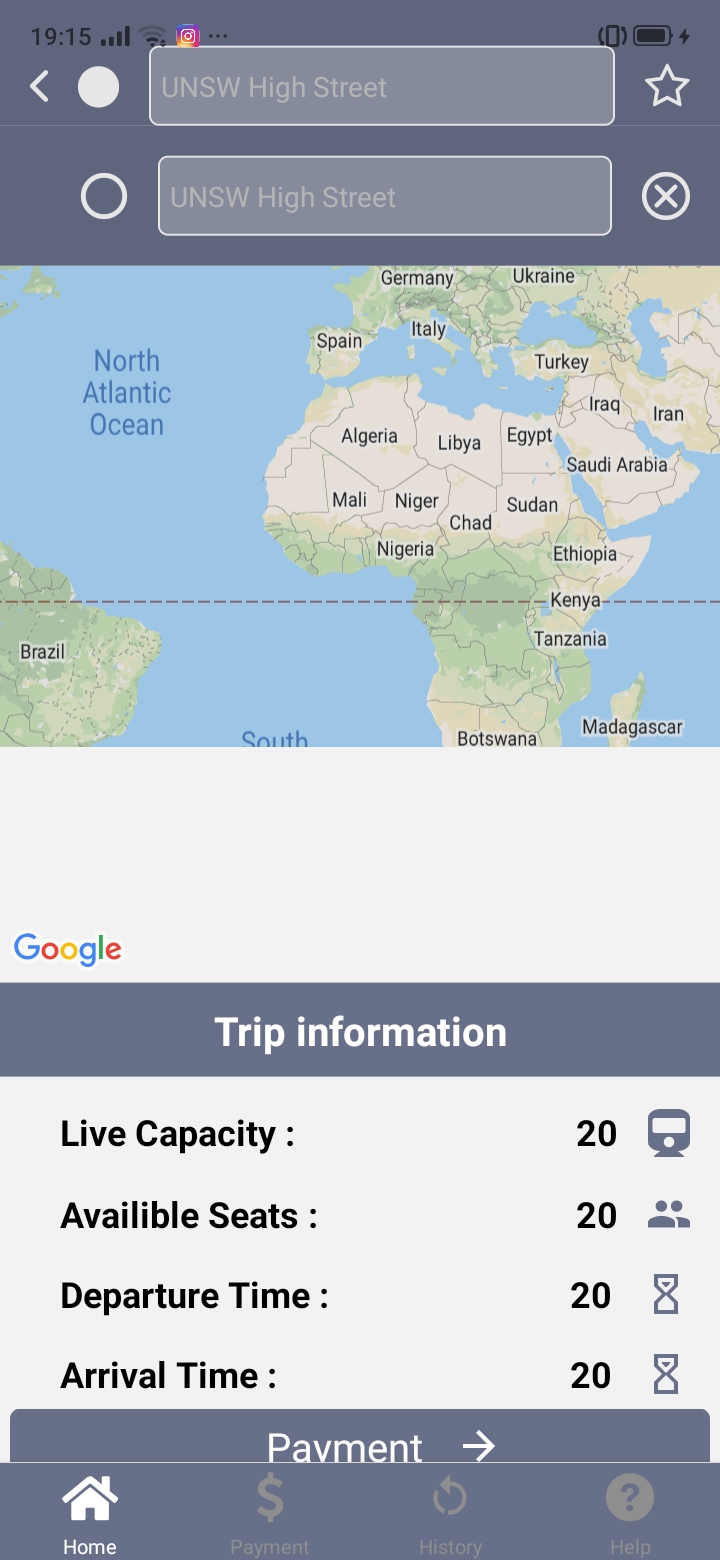 19:15
UNSW High Street
UNSW High Street
Germany
Ukraine
Italy
Spain
Turkey
North
Atlantic
Ocean
Iraq
Iran
Algeria
Libya
Egypt
Saudi Arabia
Mali
Niger
Sudan
Chad
Nigeria
Ethiopia
Kenya
Tanzania
Brazil
Madagascar
South
Botswana
Google
Trip information
Live Capacity : 20
Availible Seats : 20
Departure Time : 20
Arrival Time : 20
Payment
Home Payment History Help